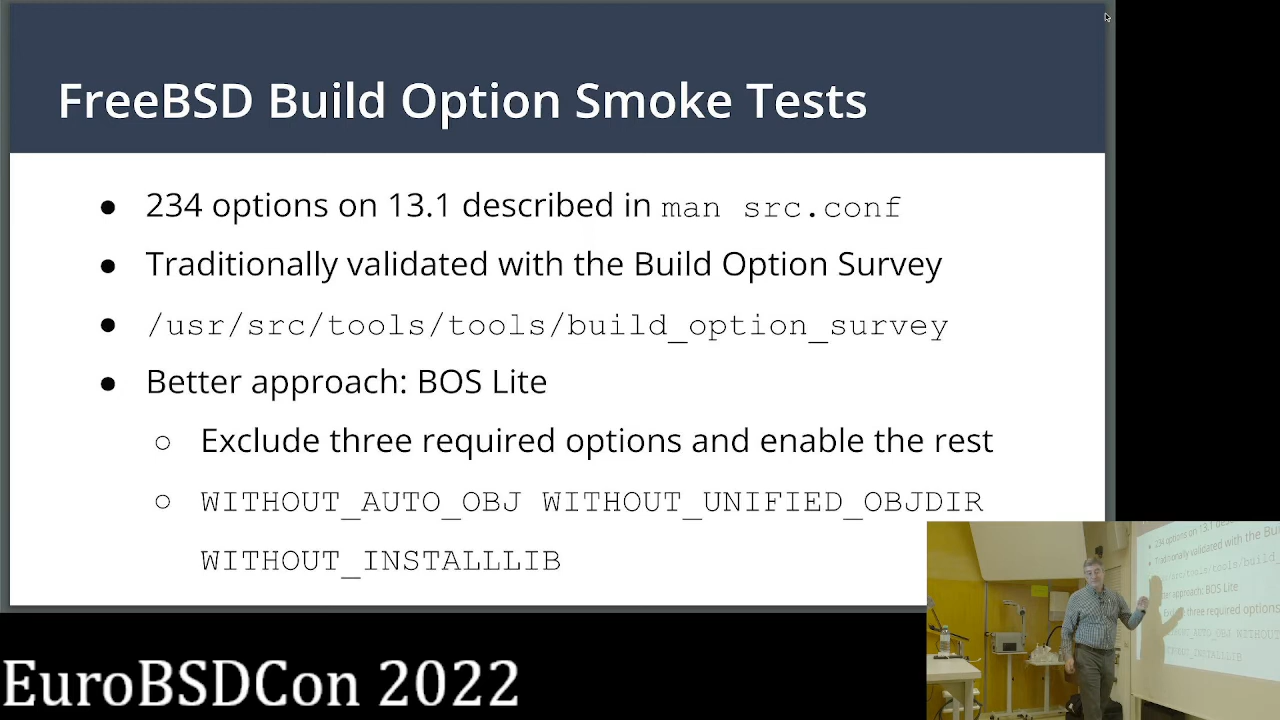 FreeBSD Build Option Smoke Tests
● 234 options on 13.1 described in man src.conf
● Traditionally validated with the Build Option Survey
● /usr/src/tools/tools/build_option_survey
● Better approach: BOS Lite
○ Exclude three required options and enable the rest
○ WITHOUT_AUTO_OBJ WITHOUT_UNIFIED_OBJDIR
WITHOUT_INSTALLLIB
EuroBSDCon 2022